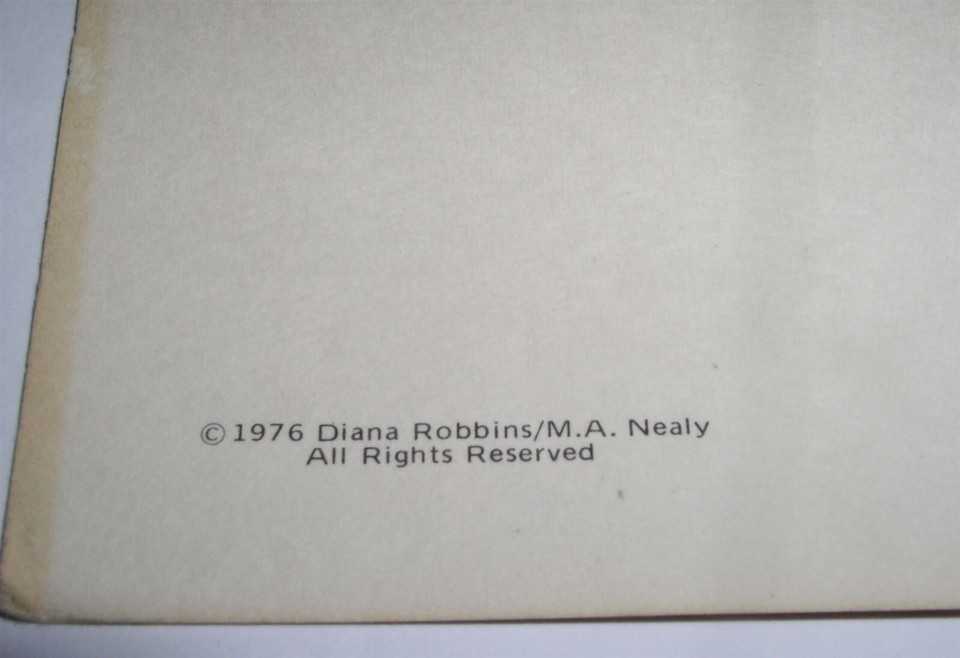 ©1976 Diana Robbins/M.A. Nealy
All Rights Reserved